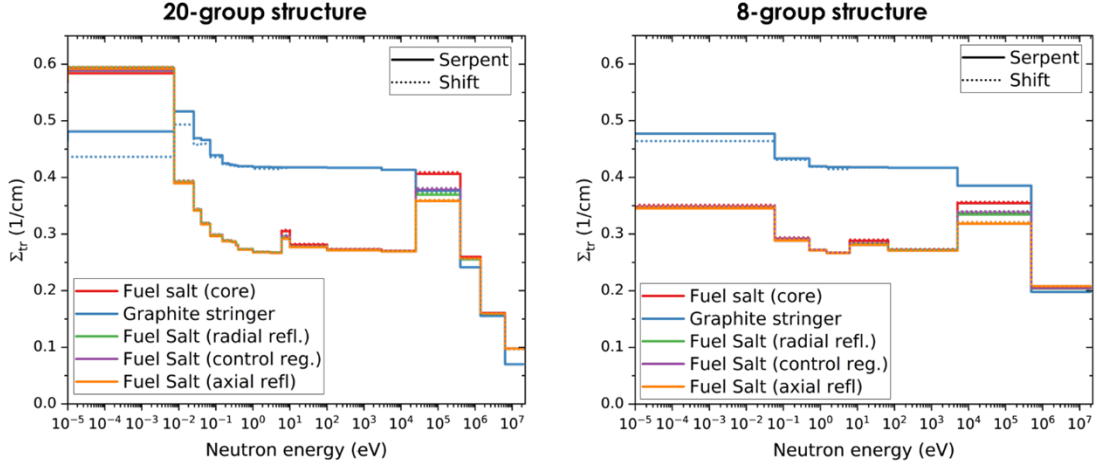 20-group structure
8-group structure
Σtr (1/cm)
0.6
0.5
0.4
0.3
0.2
0.1
0.0
Serpent
Shift
Fuel salt (core)
Graphite stringer
Fuel Salt (radial refl.)
Fuel Salt (control reg.)
Fuel Salt (axial refl)
10⁻⁵ 10⁻⁴ 10⁻³ 10⁻² 10⁻¹ 10⁰ 10¹ 10² 10³ 10⁴ 10⁵ 10⁶ 10⁷
Neutron energy (eV)
Σtr (1/cm)
0.6
0.5
0.4
0.3
0.2
0.1
0.0
Serpent
Shift
Fuel salt (core)
Graphite stringer
Fuel Salt (radial refl.)
Fuel Salt (control reg.)
Fuel Salt (axial refl)
10⁻⁵ 10⁻⁴ 10⁻³ 10⁻² 10⁻¹ 10⁰ 10¹ 10² 10³ 10⁴ 10⁵ 10⁶ 10⁷
Neutron energy (eV)